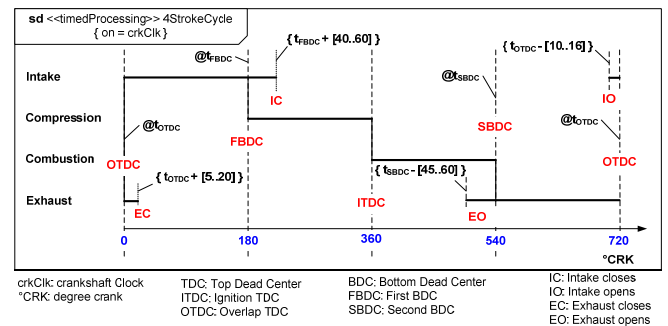 sd <<timedProcessing>> 4StrokeCycle
{ on = crkClk }
{ tFBDC + [40..60] }
{ tOTDC - [10..16] }
@tFBDC
Intake
@tSBDC
IC
IO
Compression
@tOTDC
@tOTDC
SBDC
FBDC
Combustion
OTDC
OTDC
{ tOTDC + [5..20] }
{ tSBDC - [45..60] }
Exhaust
ITDC
EC
EO
0
180
360
540
720
°CRK
crkClk: crankshaft Clock
°CRK: degree crank
TDC: Top Dead Center
ITDC: Ignition TDC
OTDC: Overlap TDC
BDC: Bottom Dead Center
FBDC: First BDC
SBDC: Second BDC
IC: Intake closes
IO: Intake opens
EC: Exhaust closes
EO: Exhaust opens